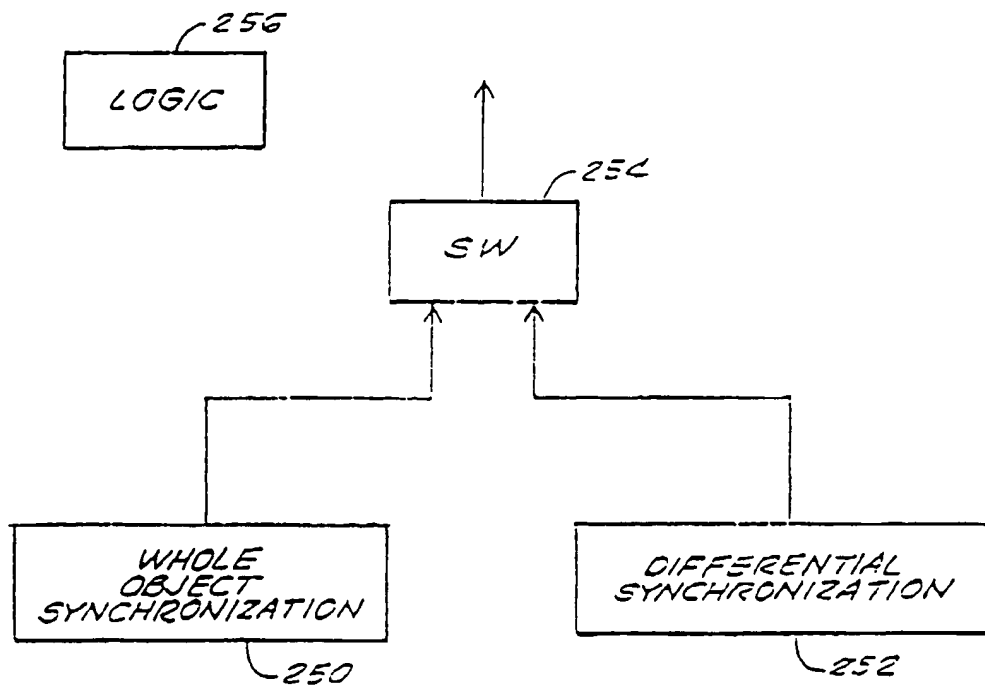 256
LOGIC
254
SW
WHOLE
OBJECT
SYNCHRONIZATION
250
DIFFERENTIAL
SYNCHRONIZATION
252